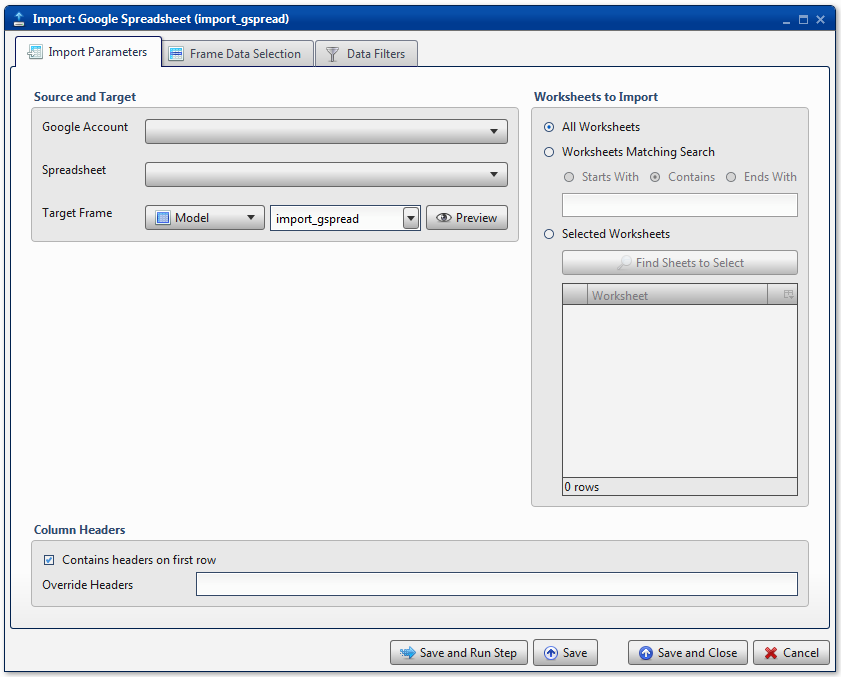 Import: Google Spreadsheet (import_gspread)
Import Parameters
Frame Data Selection
Data Filters
Source and Target
Google Account
Spreadsheet
Target Frame
Model
import_gspread
Preview
Worksheets to Import
All Worksheets
Worksheets Matching Search
Starts With
Contains
Ends With
Selected Worksheets
Find Sheets to Select
Worksheet
0 rows
Column Headers
Contains headers on first row
Override Headers
Save and Run Step
Save
Save and Close
Cancel